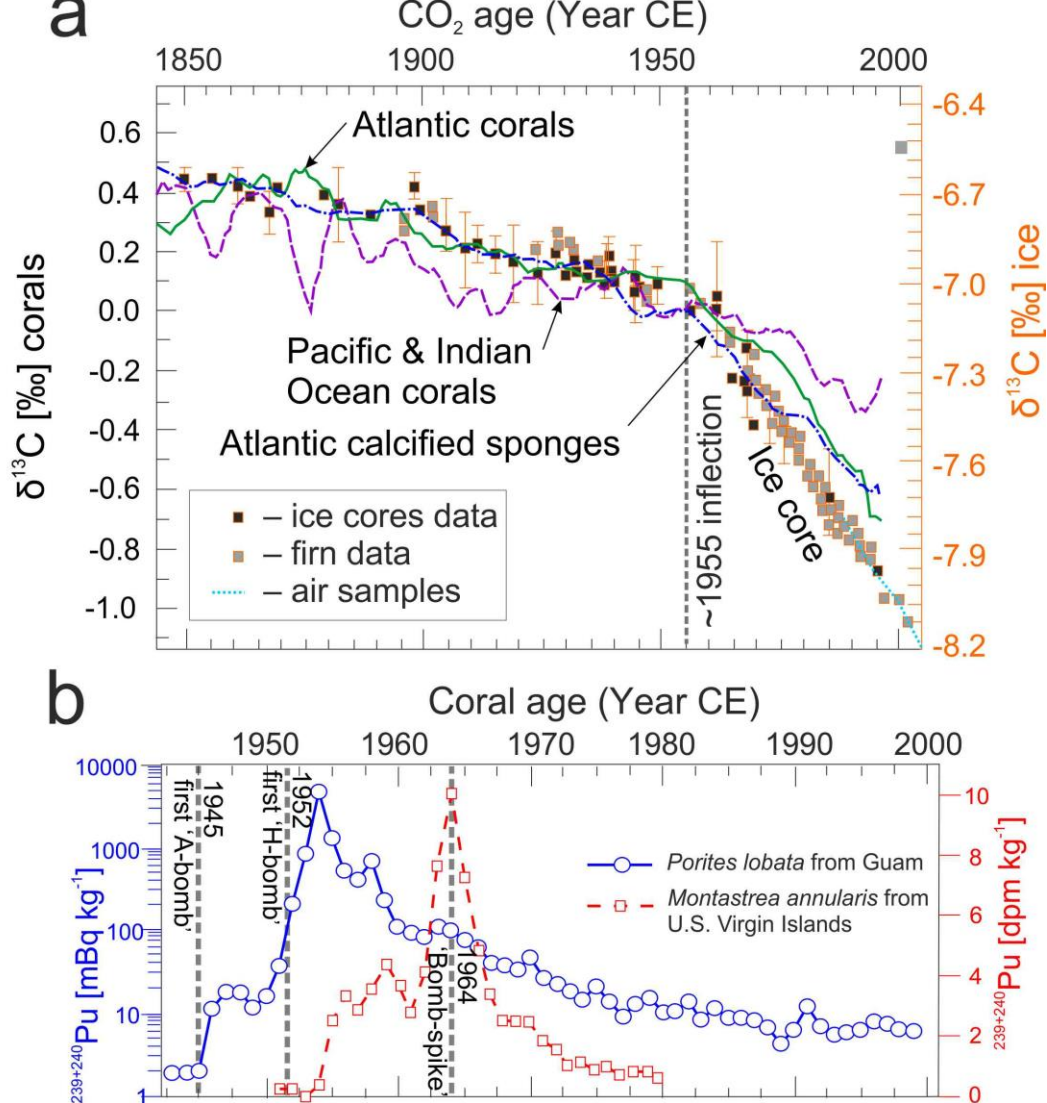 a
CO₂ age (Year CE)
1850 1900 1950 2000
δ¹³C [‰] corals
0.6
0.4
0.2
0.0
-0.2
-0.4
-0.6
-0.8
-1.0
δ¹³C [‰] ice
-6.4
-6.7
-7.0
-7.3
-7.6
-7.9
-8.2
Atlantic corals
Pacific & Indian
Ocean corals
Atlantic calcified sponges
~1955 inflection
Ice core
– ice cores data
– firn data
– air samples
b
Coral age (Year CE)
1950 1960 1970 1980 1990 2000
²³⁹⁺²⁴⁰Pu [mBq kg⁻¹]
10000
1000
100
10
1
²³⁹⁺²⁴⁰Pu [dpm kg⁻¹]
10
8
6
4
2
0
1945
first 'A-bomb'
1952
first 'H-bomb'
1964
'Bomb-spike'
Porites lobata from Guam
Montastrea annularis from
U.S. Virgin Islands